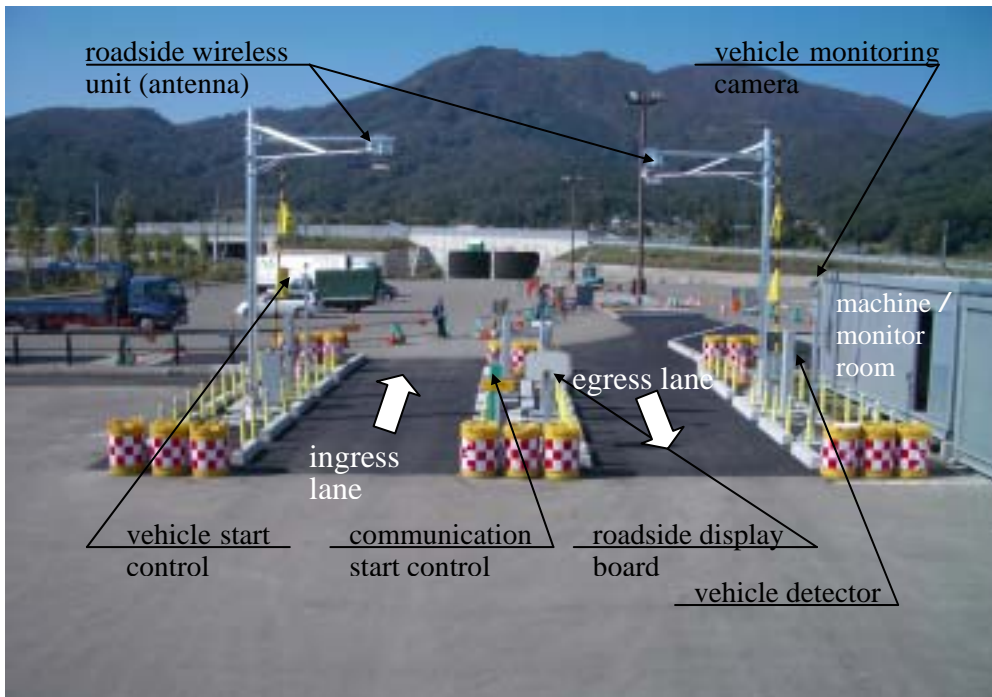 roadside wireless
unit (antenna)
vehicle monitoring
camera
machine /
monitor
room
egress lane
ingress
lane
vehicle start
control
communication
start control
roadside display
board
vehicle detector